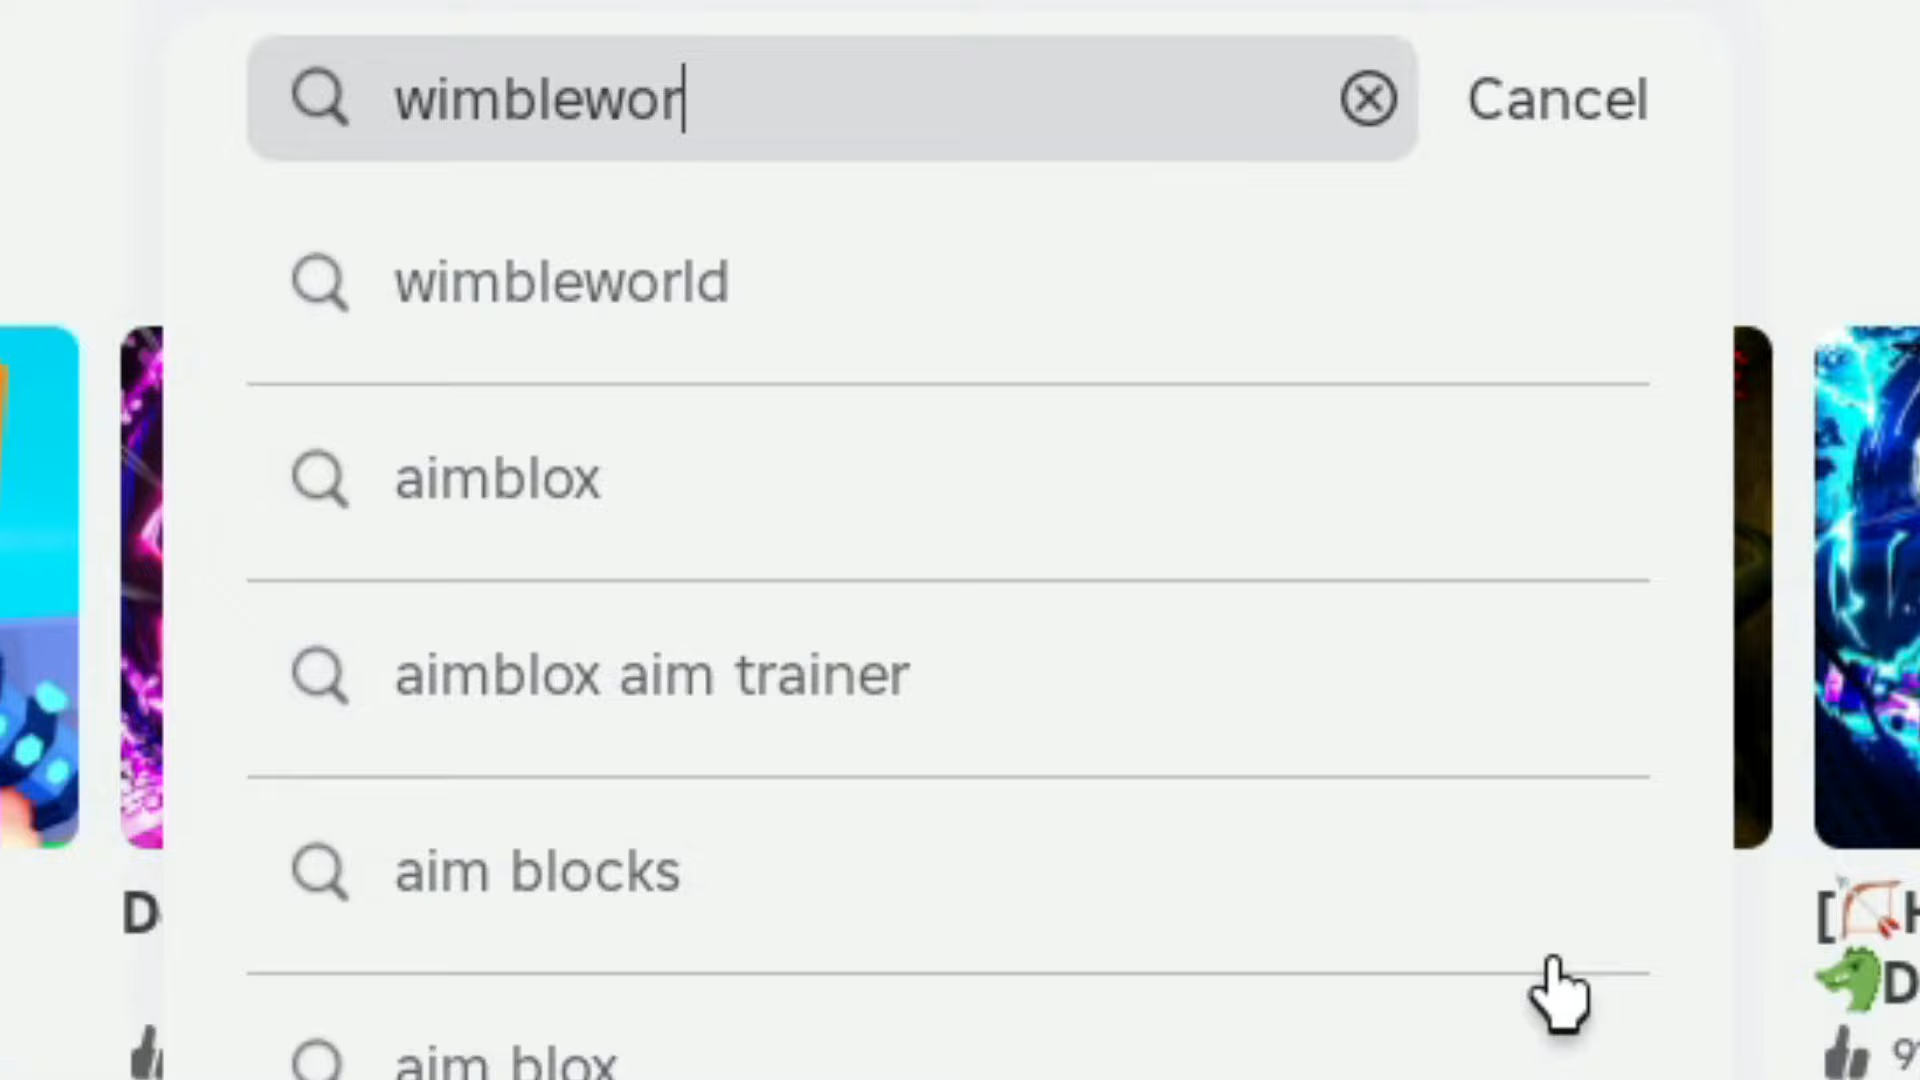 wimblewor
Cancel
wimbleworld
aimblox
aimblox aim trainer
aim blocks
aim blox
D
[🏹H
🐲D